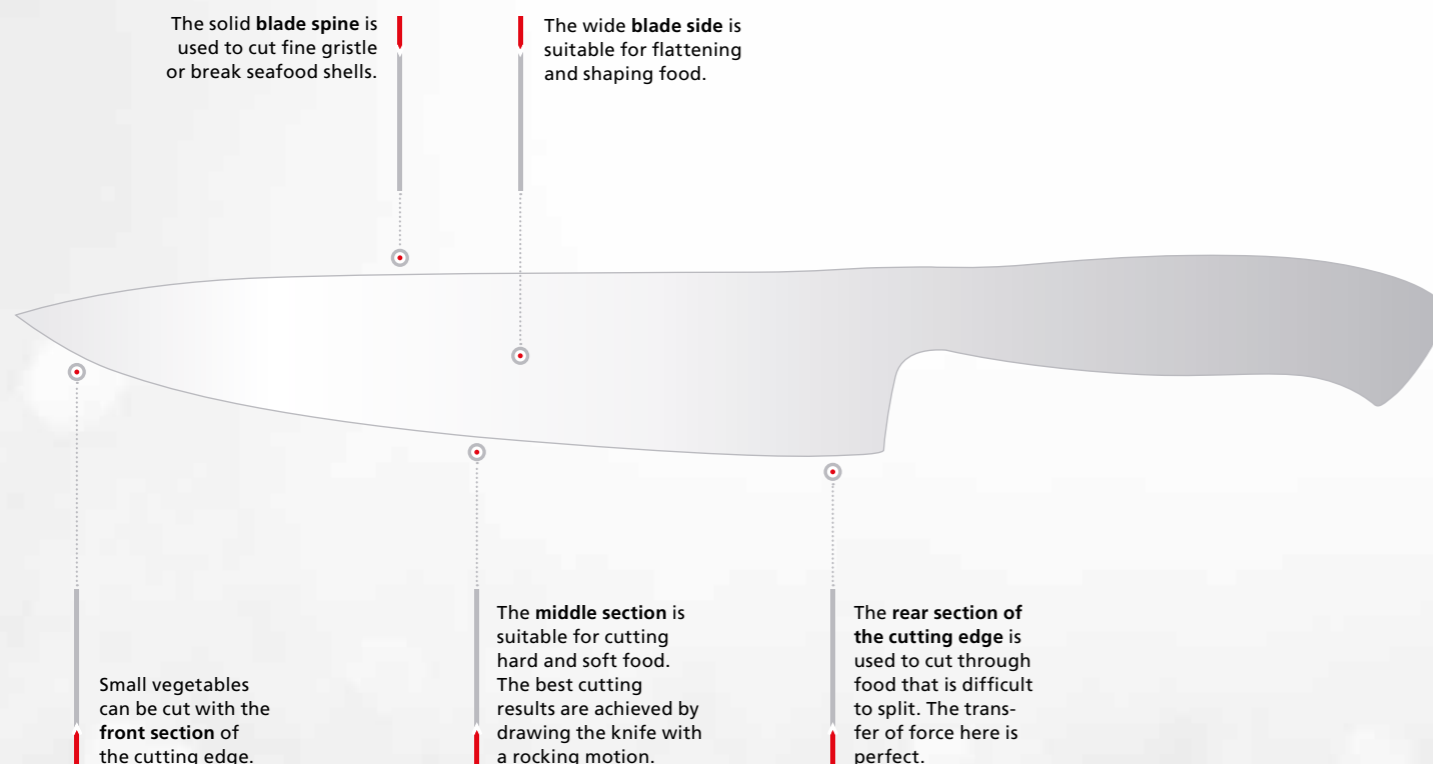 The solid blade spine is
used to cut fine gristle
or break seafood shells.
The wide blade side is
suitable for flattening
and shaping food.
Small vegetables
can be cut with the
front section of
the cutting edge.
The middle section is
suitable for cutting
hard and soft food.
The best cutting
results are achieved by
drawing the knife with
a rocking motion.
The rear section of
the cutting edge is
used to cut through
food that is difficult
to split. The trans-
fer of force here is
perfect.